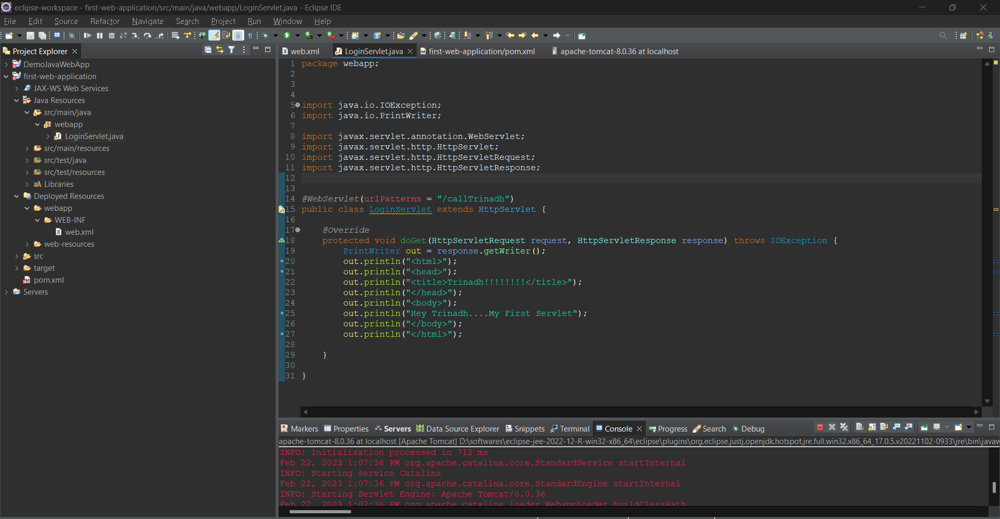 eclipse-workspace - first-web-application/src/main/java/webapp/LoginServlet.java - Eclipse IDE
File Edit Source Refactor Navigate Search Project Run Window Help
Project Explorer
DemoJavaWebApp
first-web-application
JAX-WS Web Services
Java Resources
src/main/java
webapp
LoginServlet.java
src/main/resources
src/test/java
src/test/resources
Libraries
Deployed Resources
webapp
WEB-INF
web.xml
web-resources
src
target
pom.xml
Servers
web.xml LoginServlet.java first-web-application/pom.xml apache-tomcat-8.0.36 at localhost
1 package webapp;
2
3
4
5 import java.io.IOException;
6 import java.io.PrintWriter;
7
8 import javax.servlet.annotation.WebServlet;
9 import javax.servlet.http.HttpServlet;
10 import javax.servlet.http.HttpServletRequest;
11 import javax.servlet.http.HttpServletResponse;
12
13
14 @WebServlet(urlPatterns = "/callTrinadh")
15 public class LoginServlet extends HttpServlet {
16
17 @Override
18 protected void doGet(HttpServletRequest request, HttpServletResponse response) throws IOException {
19 PrintWriter out = response.getWriter();
20 out.println("<html>");
21 out.println("<head>");
22 out.println("<title>Trinadh!!!!!!!!</title>");
23 out.println("</head>");
24 out.println("<body>");
25 out.println("Hey Trinadh....My First Servlet");
26 out.println("</body>");
27 out.println("</html>");
28
29 }
30
31 }
Markers Properties Servers Data Source Explorer Snippets Terminal Console Progress Search Debug
apache-tomcat-8.0.36 at localhost [Apache Tomcat] D:\softwares\eclipse-jee-2022-12-R-win32-x86_64\eclipse\plugins\org.eclipse.justj.openjdk.hotspot.jre.full.win32.x86_64_17.0.5.v20221102-0933\jre\bin\javaw
INFO: Initialization processed in 712 ms
Feb 22, 2023 1:07:36 PM org.apache.catalina.core.StandardService startInternal
INFO: Starting service Catalina
Feb 22, 2023 1:07:36 PM org.apache.catalina.core.StandardEngine startInternal
INFO: Starting Servlet Engine: Apache Tomcat/8.0.36
Feb 22, 2023 1:07:36 PM org.apache.catalina.loader.WebappLoader buildClassPath